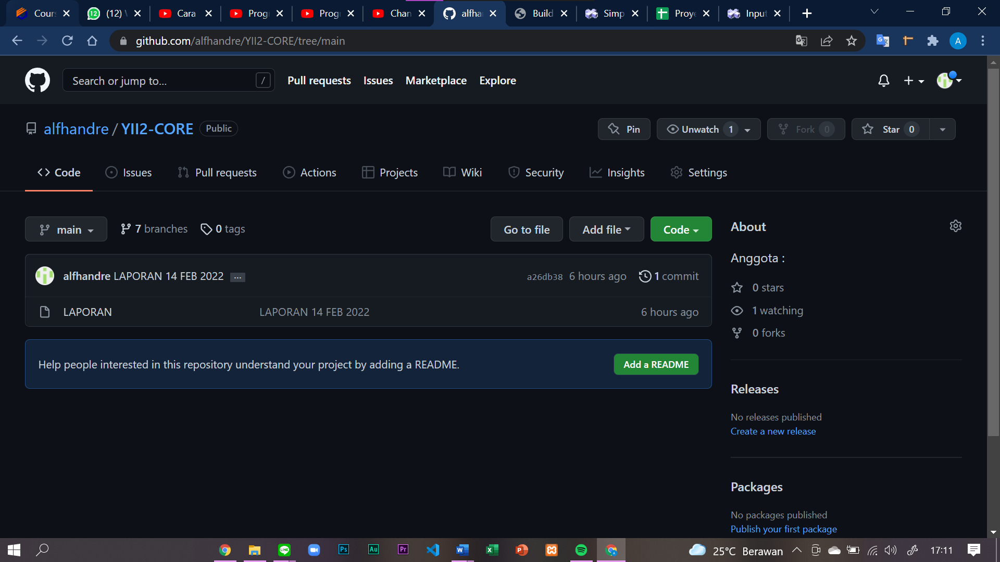 Cours
(12) W
Cara
Progr
Progr
Chan
alfhan
Build
Simp
Proye
Input
github.com/alfhandre/YII2-CORE/tree/main
A
Search or jump to...
/
Pull requests
Issues
Marketplace
Explore
alfhandre / YII2-CORE
Public
Pin
Unwatch 1
Fork 0
Star 0
Code
Issues
Pull requests
Actions
Projects
Wiki
Security
Insights
Settings
main
7 branches
0 tags
Go to file
Add file
Code
About
Anggota :
alfhandre LAPORAN 14 FEB 2022 ...
a26db38 6 hours ago
1 commit
LAPORAN
LAPORAN 14 FEB 2022
6 hours ago
0 stars
1 watching
0 forks
Help people interested in this repository understand your project by adding a README.
Add a README
Releases
No releases published
Create a new release
Packages
No packages published
Publish your first package
25°C Berawan
17:11